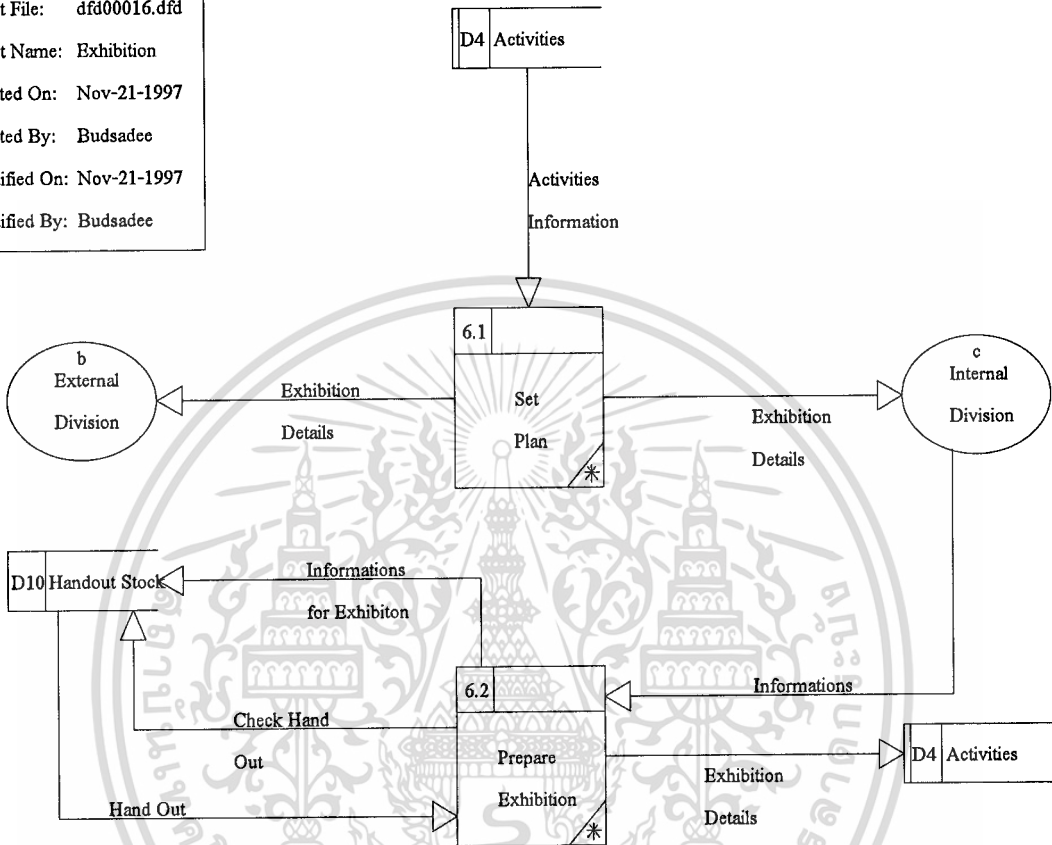 t File: dfd00016.dfd
t Name: Exhibition
ted On: Nov-21-1997
ted By: Budsadee
ified On: Nov-21-1997
ified By: Budsadee
D4 Activities
Activities
Information
6.1
Set
Plan
*
b
External
Division
Exhibition
Details
Exhibition
Details
c
Internal
Division
D10 Handout Stock
Informations
for Exhibiton
6.2
Prepare
Exhibition
*
Informations
Check Hand
Out
Hand Out
D4 Activities
Exhibition
Details